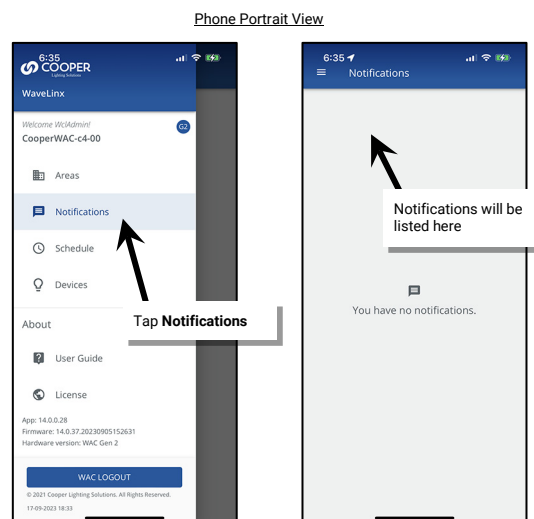 Phone Portrait View
6:35
COOPER
Lighting Solutions
WaveLinx
Welcome WclAdmin!
CooperWAC-c4-00
G2
Areas
Notifications
Schedule
Devices
About
User Guide
License
App: 14.0.0.28
Firmware: 14.0.37.20230905152631
Hardware version: WAC Gen 2
WAC LOGOUT
© 2021 Cooper Lighting Solutions. All Rights Reserved.
17-09-2023 18:33
Tap Notifications
6:35
Notifications
Notifications will be
listed here
You have no notifications.